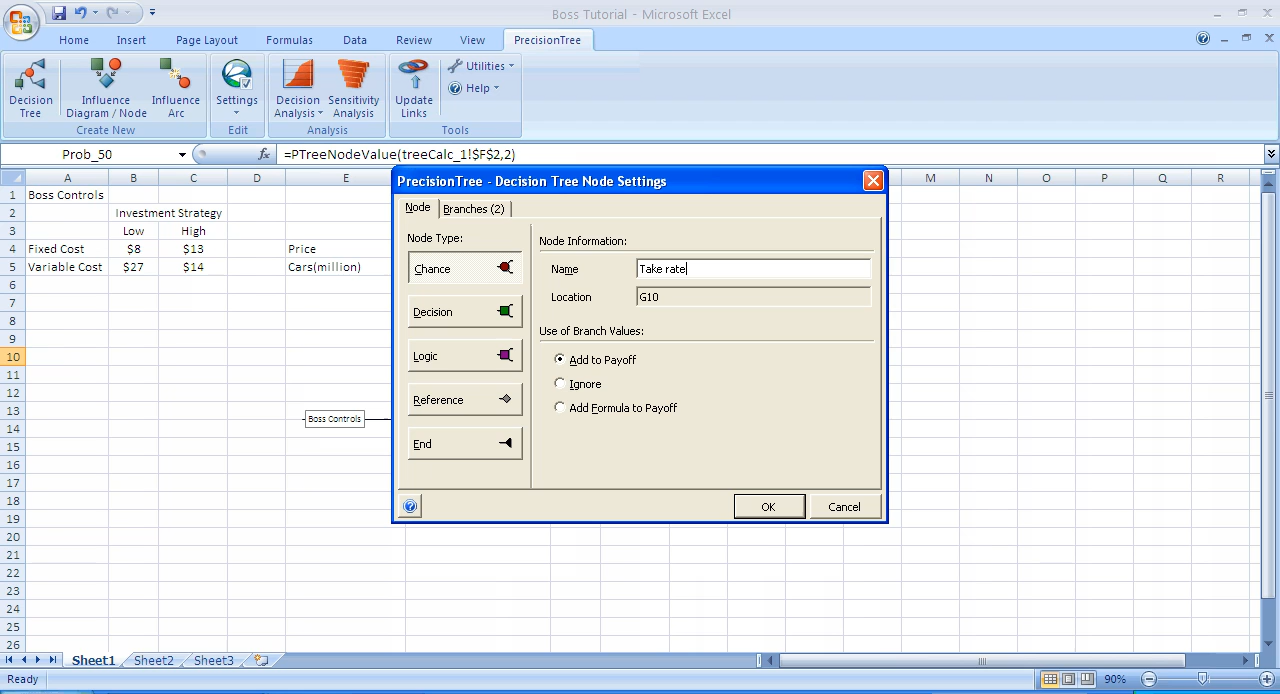 Boss Tutorial - Microsoft Excel
Home Insert Page Layout Formulas Data Review View PrecisionTree
Decision Tree
Influence Diagram / Node
Influence Arc
Create New
Settings
Edit
Decision Analysis
Sensitivity Analysis
Analysis
Update Links
Utilities
Help
Tools
Prob_50 fx =PTreeNodeValue(treeCalc_1!$F$2,2)
A B C D E M N O P Q R
1 Boss Controls
2 Investment Strategy
3 Low High
4 Fixed Cost $8 $13 Price
5 Variable Cost $27 $14 Cars(million)
6
7
8
9
10
11
12
13
Boss Controls
14
15
16
17
18
19
20
21
22
23
24
25
26
PrecisionTree - Decision Tree Node Settings
Node Branches (2)
Node Type:
Chance
Decision
Logic
Reference
End
Node Information:
Name Take rate
Location G10
Use of Branch Values:
Add to Payoff
Ignore
Add Formula to Payoff
OK Cancel
Sheet1 Sheet2 Sheet3
Ready 90%